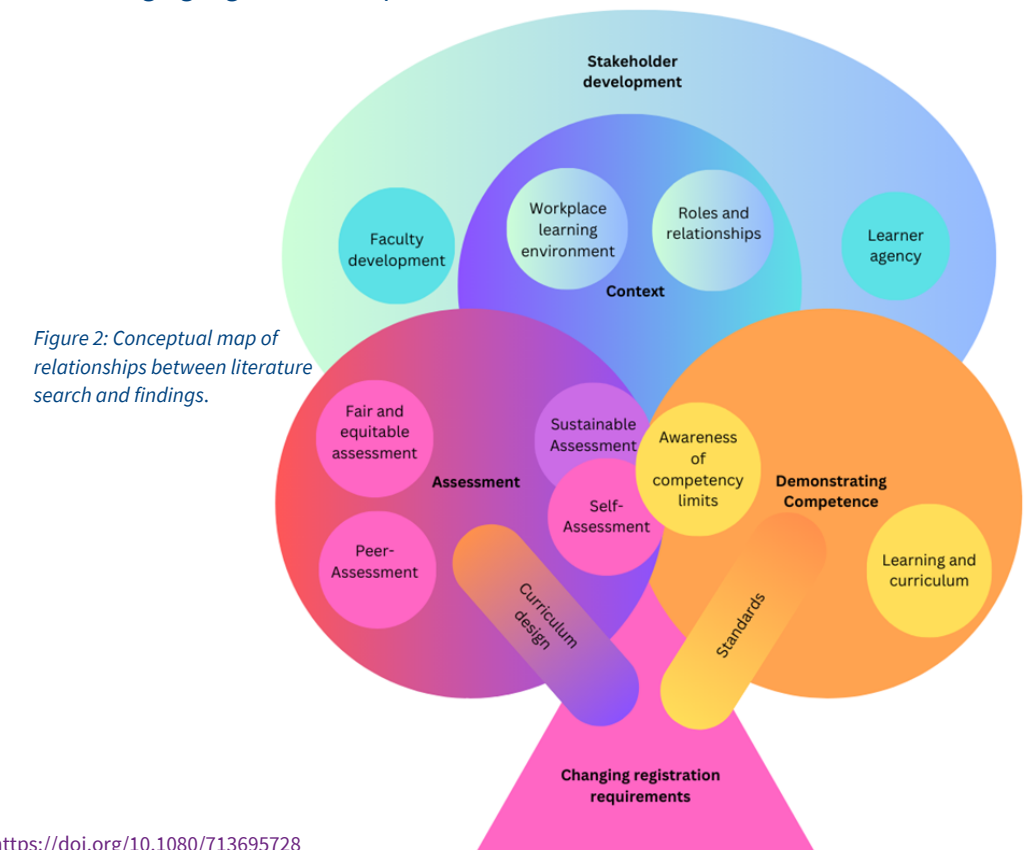 Stakeholder
development
Workplace
learning
environment
Roles and
relationships
Faculty
development
Learner
agency
Context
Figure 2: Conceptual map of
relationships between literature
search and findings.
Fair and
equitable
assessment
Sustainable
Assessment
Awareness
of
competency
limits
Assessment
Demonstrating
Competence
Self-
Assessment
Peer-
Assessment
Learning and
curriculum
Curriculum
design
Standards
Changing registration
requirements
https://doi.org/10.1080/713695728